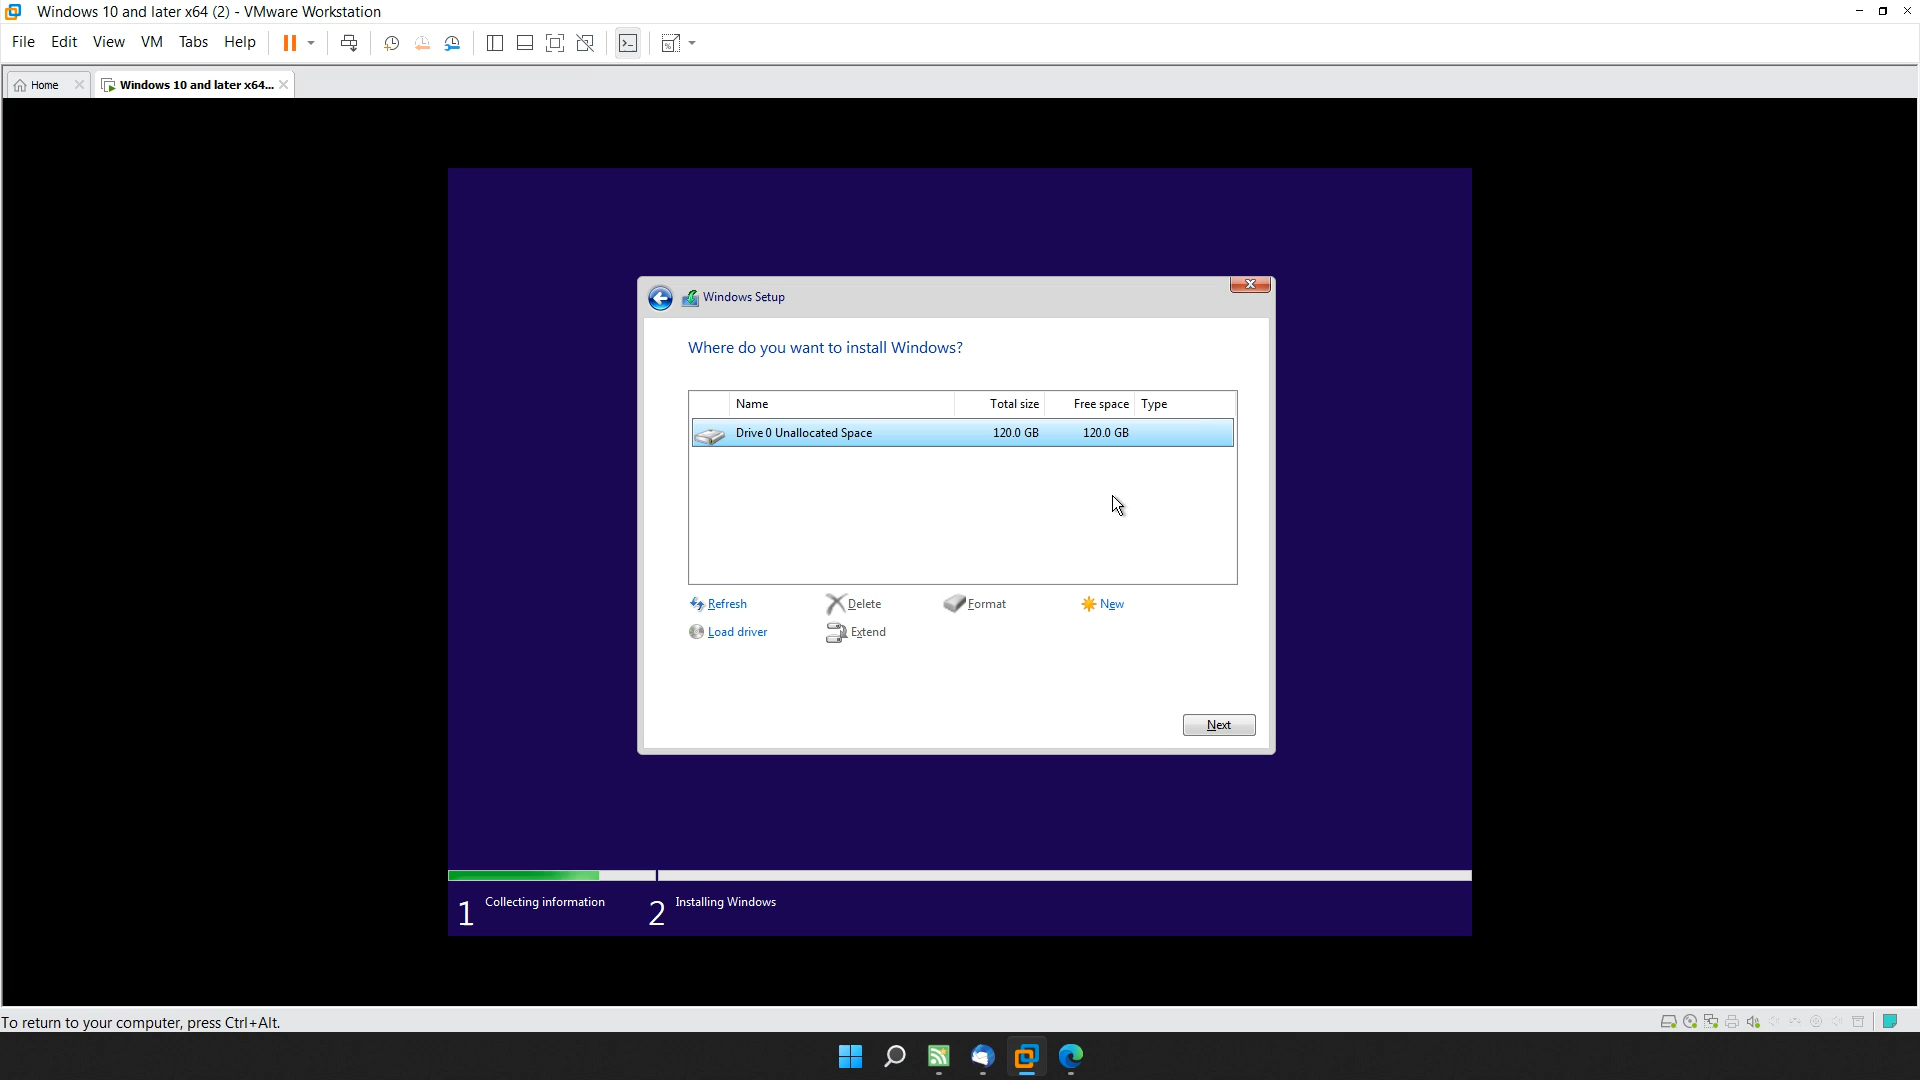 Windows 10 and later x64 (2) - VMware Workstation
File Edit View VM Tabs Help
Home Windows 10 and later x64...
Windows Setup
Where do you want to install Windows?
Name Total size Free space Type
Drive 0 Unallocated Space 120.0 GB 120.0 GB
Refresh Delete Format New
Load driver Extend
Next
1 Collecting information 2 Installing Windows
To return to your computer, press Ctrl+Alt.